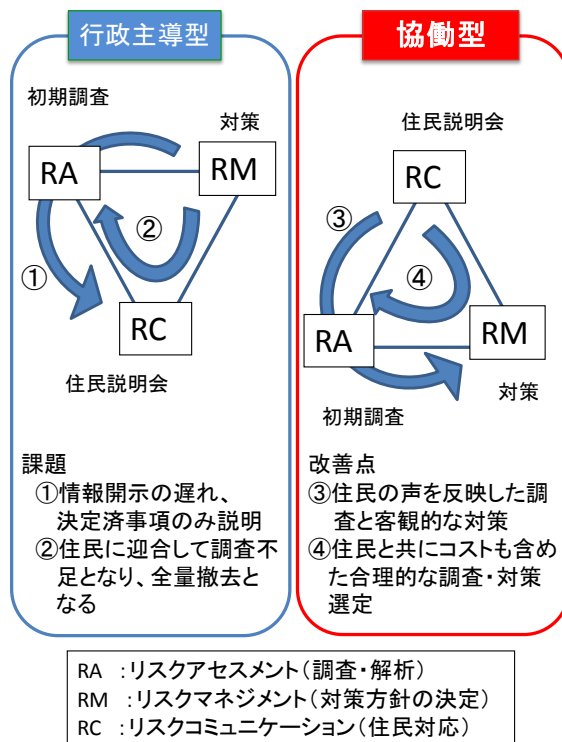 行政主導型
初期調査
対策
RA
RM
②
①
RC
住民説明会
課題
①情報開示の遅れ、
決定済事項のみ説明
②住民に迎合して調査不
足となり、全量撤去と
なる
協働型
住民説明会
RC
③
④
RA
RM
対策
初期調査
改善点
③住民の声を反映した調
査と客観的な対策
④住民と共にコストも含め
た合理的な調査・対策
選定
RA :リスクアセスメント(調査・解析)
RM :リスクマネジメント(対策方針の決定)
RC :リスクコミュニケーション(住民対応)